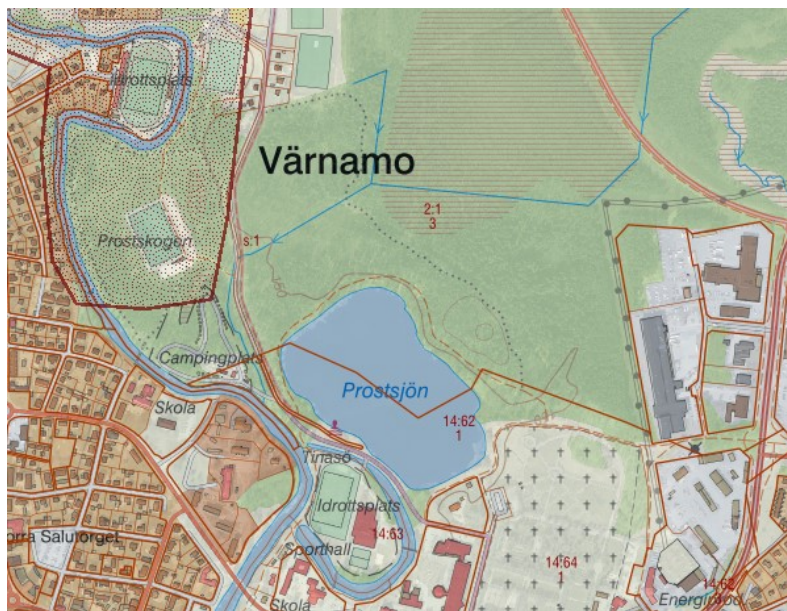 Idrottsplats
Värnamo
2:1
3
Prostskogen
s:1
Campingplats
Prostsjön
Skola
14:62
1
Tinasö
Idrottsplats
14:63
orra Salutorget
Sporthall
14:64
1
14:62
Skola
Energiprod.